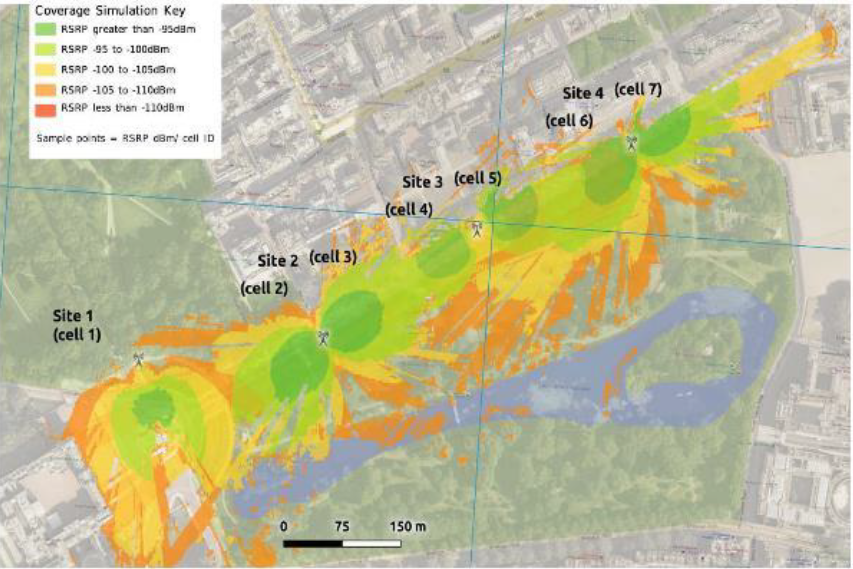 Coverage Simulation Key
RSRP greater than -95dBm
RSRP -95 to -100dBm
RSRP -100 to -105dBm
RSRP -105 to -110dBm
RSRP less than -110dBm
Sample points = RSRP dBm/ cell ID
Site 4 (cell 7)
(cell 6)
Site 3 (cell 5)
(cell 4)
Site 2 (cell 3)
(cell 2)
Site 1
(cell 1)
0 75 150 m